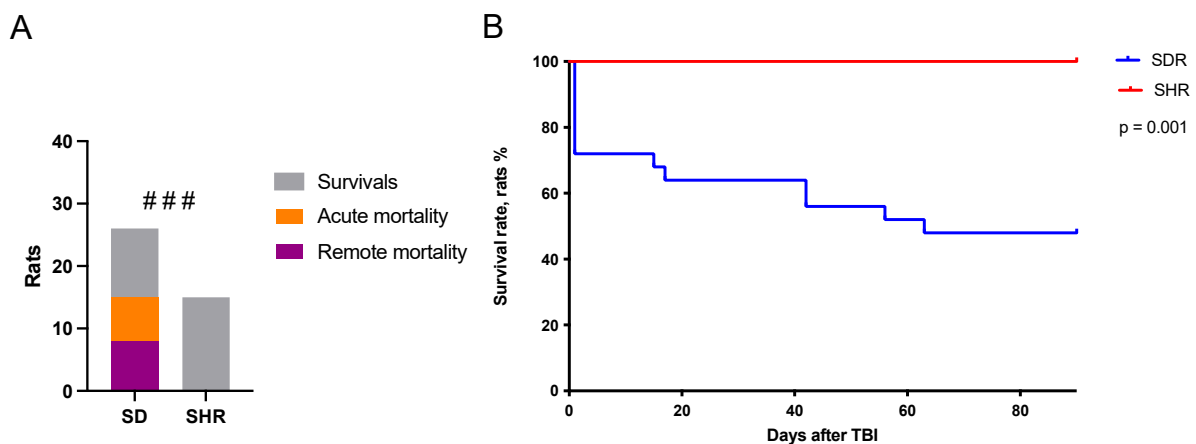 A
40
30
20
10
0
Rats
# # #
SD
SHR
Survivals
Acute mortality
Remote mortality
B
100
80
60
40
20
0
Survival rate, rats %
0
20
40
60
80
Days after TBI
SDR
SHR
p = 0.001